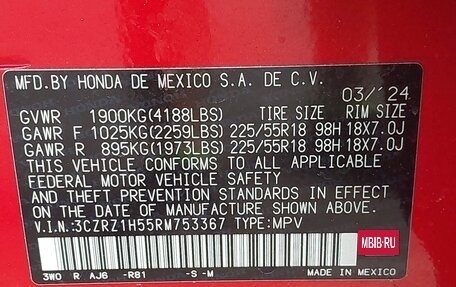 MFD.BY HONDA DE MEXICO S.A. DE C.V.
03/'24
GVWR 1900KG(4188LBS) TIRE SIZE RIM SIZE
GAWR F 1025KG(2259LBS) 225/55R18 98H 18X7.0J
GAWR R 895KG(1973LBS) 225/55R18 98H 18X7.0J
THIS VEHICLE CONFORMS TO ALL APPLICABLE
FEDERAL MOTOR VEHICLE SAFETY
AND THEFT PREVENTION STANDARDS IN EFFECT
ON THE DATE OF MANUFACTURE SHOWN ABOVE.
V.I.N.:3CZRZ1H55RM753367 TYPE:MPV
MBIB.RU
3WO R AJ6 -R81 -S-M MADE IN MEXICO